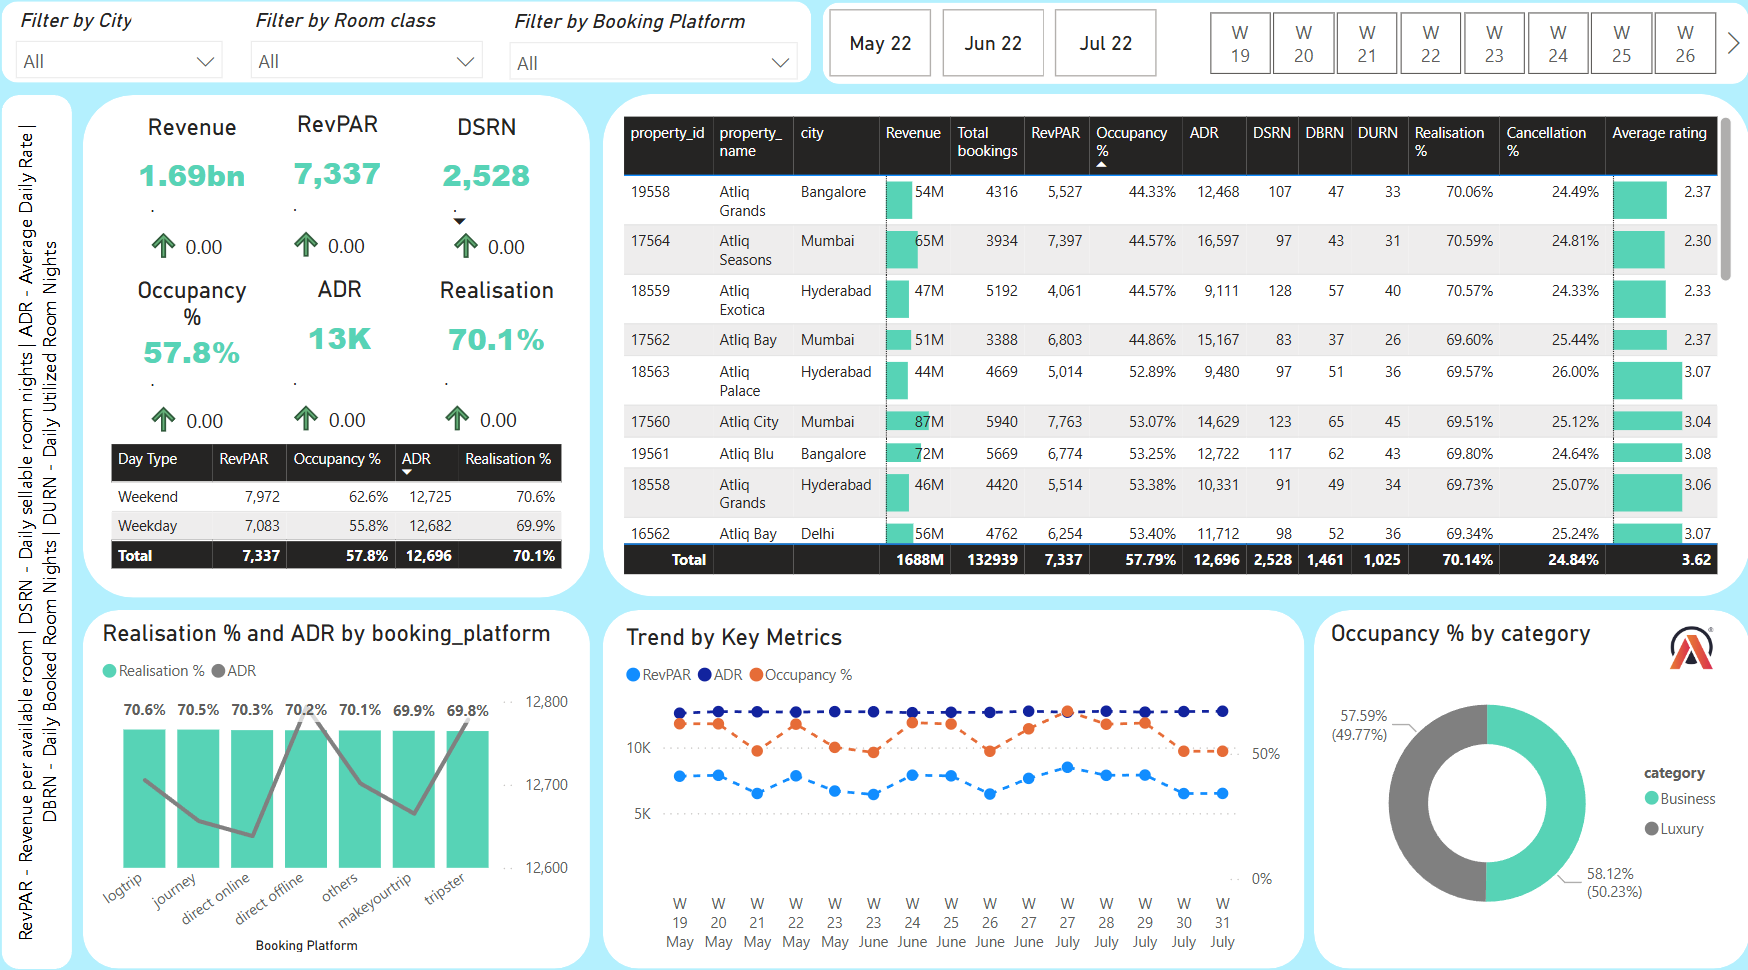 Filter by City
All
Filter by Room class
All
Filter by Booking Platform
All
May 22
Jun 22
Jul 22
W 19
W 20
W 21
W 22
W 23
W 24
W 25
W 26
RevPAR - Revenue per available room | DSRN - Daily sellable room nights | ADR - Average Daily Rate |
DBRN - Daily Booked Room Nights | DURN - Daily Utilized Room Nights
Revenue
1.69bn
0.00
RevPAR
7,337
0.00
DSRN
2,528
0.00
Occupancy
%
57.8%
0.00
ADR
13K
0.00
Realisation
70.1%
0.00
Day Type RevPAR Occupancy % ADR Realisation %
Weekend 7,972 62.6% 12,725 70.6%
Weekday 7,083 55.8% 12,682 69.9%
Total 7,337 57.8% 12,696 70.1%
property_id property_ city Revenue Total RevPAR Occupancy ADR DSRN DBRN DURN Realisation Cancellation Average rating
name bookings % % %
19558 Atliq Bangalore 54M 4316 5,527 44.33% 12,468 107 47 33 70.06% 24.49% 2.37
Grands
17564 Atliq Mumbai 65M 3934 7,397 44.57% 16,597 97 43 31 70.59% 24.81% 2.30
Seasons
18559 Atliq Hyderabad 47M 5192 4,061 44.57% 9,111 128 57 40 70.57% 24.33% 2.33
Exotica
17562 Atliq Bay Mumbai 51M 3388 6,803 44.86% 15,167 83 37 26 69.60% 25.44% 2.37
18563 Atliq Hyderabad 44M 4669 5,014 52.89% 9,480 97 51 36 69.57% 26.00% 3.07
Palace
17560 Atliq City Mumbai 87M 5940 7,763 53.07% 14,629 123 65 45 69.51% 25.12% 3.04
19561 Atliq Blu Bangalore 72M 5669 6,774 53.25% 12,722 117 62 43 69.80% 24.64% 3.08
18558 Atliq Hyderabad 46M 4420 5,514 53.38% 10,331 91 49 34 69.73% 25.07% 3.06
Grands
16562 Atliq Bay Delhi 56M 4762 6,254 53.40% 11,712 98 52 36 69.34% 25.24% 3.07
Total 1688M 132939 7,337 57.79% 12,696 2,528 1,461 1,025 70.14% 24.84% 3.62
Realisation % and ADR by booking_platform
Realisation % ADR
70.6% 70.5% 70.3% 70.2% 70.1% 69.9% 69.8%
12,800
12,700
12,600
logtrip
journey
direct online
direct offline
others
makeyourtrip
tripster
Booking Platform
Trend by Key Metrics
RevPAR ADR Occupancy %
10K
5K
50%
0%
W W W W W W W W W W W W W W W
19 20 21 22 23 23 24 25 26 27 27 28 29 30 31
May May May May May June June June June June July July July July July
Occupancy % by category
57.59%
(49.77%)
58.12%
(50.23%)
category
Business
Luxury